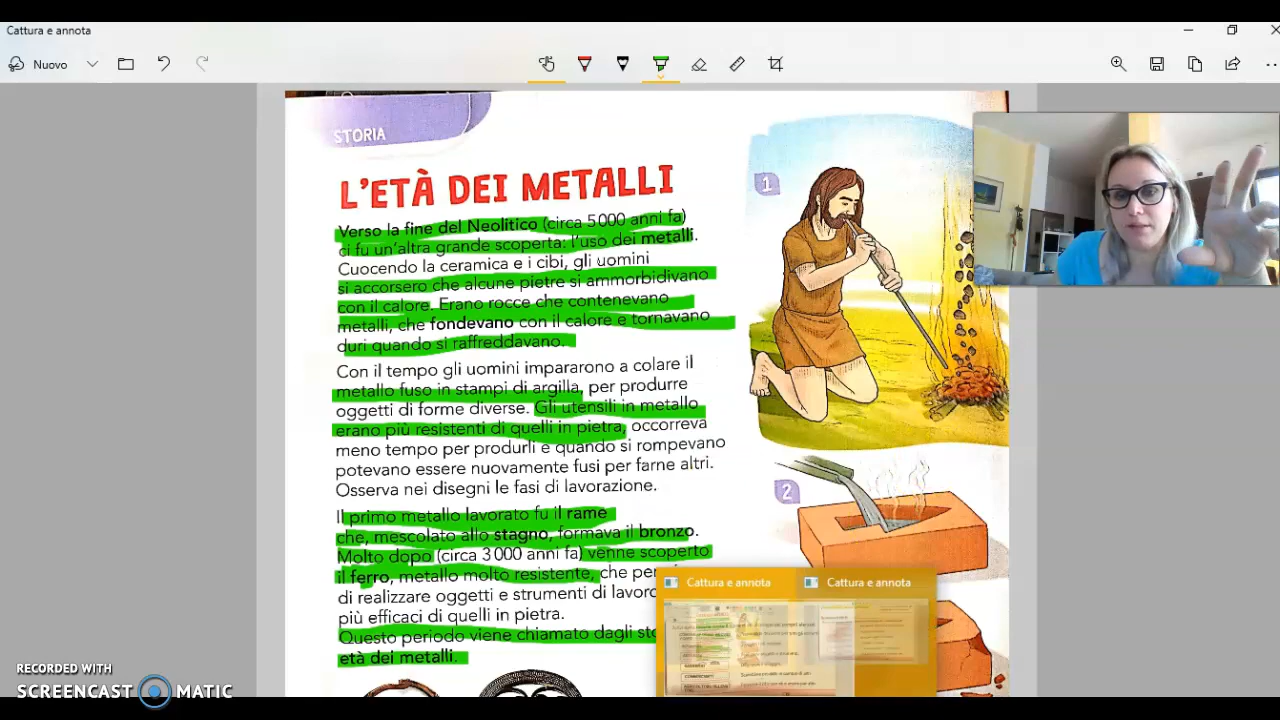 Cattura e annota
Nuovo
STORIA
L'ETÀ DEI METALLI
Verso la fine del Neolitico (circa 5000 anni fa)
ci fu un'altra grande scoperta: l'uso dei metalli.
Cuocendo la ceramica e i cibi, gli uomini
si accorsero che alcune pietre si ammorbidivano
con il calore. Erano rocce che contenevano
metalli, che fondevano con il calore e tornavano
duri quando si raffreddavano.
Con il tempo gli uomini impararono a colare il
metallo fuso in stampi di argilla, per produrre
oggetti di forme diverse. Gli utensili in metallo
erano più resistenti di quelli in pietra, occorreva
meno tempo per produrli e quando si rompevano
potevano essere nuovamente fusi per farne altri.
Osserva nei disegni le fasi di lavorazione.
Il primo metallo lavorato fu il rame
che, mescolato allo stagno, formava il bronzo.
Molto dopo (circa 3000 anni fa) venne scoperto
il ferro, metallo molto resistente, che
di realizzare oggetti e strumenti di
più efficaci di quelli in pietra.
Questo periodo viene chiamato dagli
età dei metalli.
1
2
Cattura e annota
Cattura e annota
RECORDED WITH
SCREENCAST MATIC